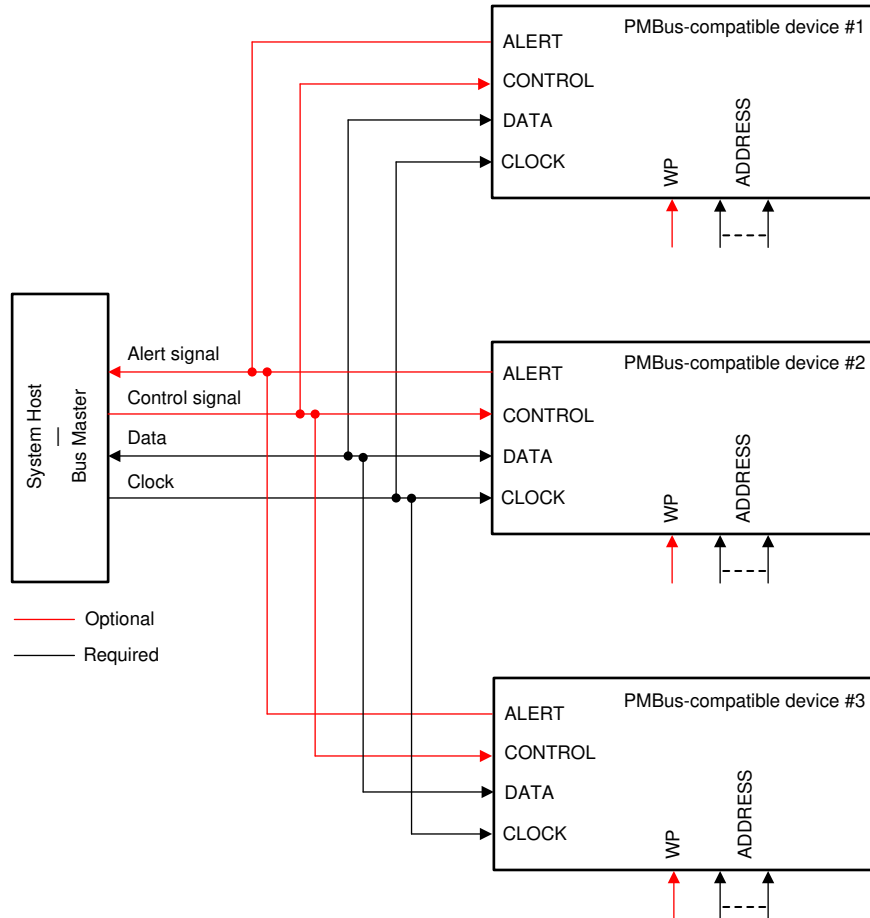 PMBus-compatible device #1
ALERT
CONTROL
DATA
CLOCK
WP
ADDRESS
System Host
—
Bus Master
Alert signal
Control signal
Data
Clock
PMBus-compatible device #2
ALERT
CONTROL
DATA
CLOCK
WP
ADDRESS
Optional
Required
PMBus-compatible device #3
ALERT
CONTROL
DATA
CLOCK
WP
ADDRESS